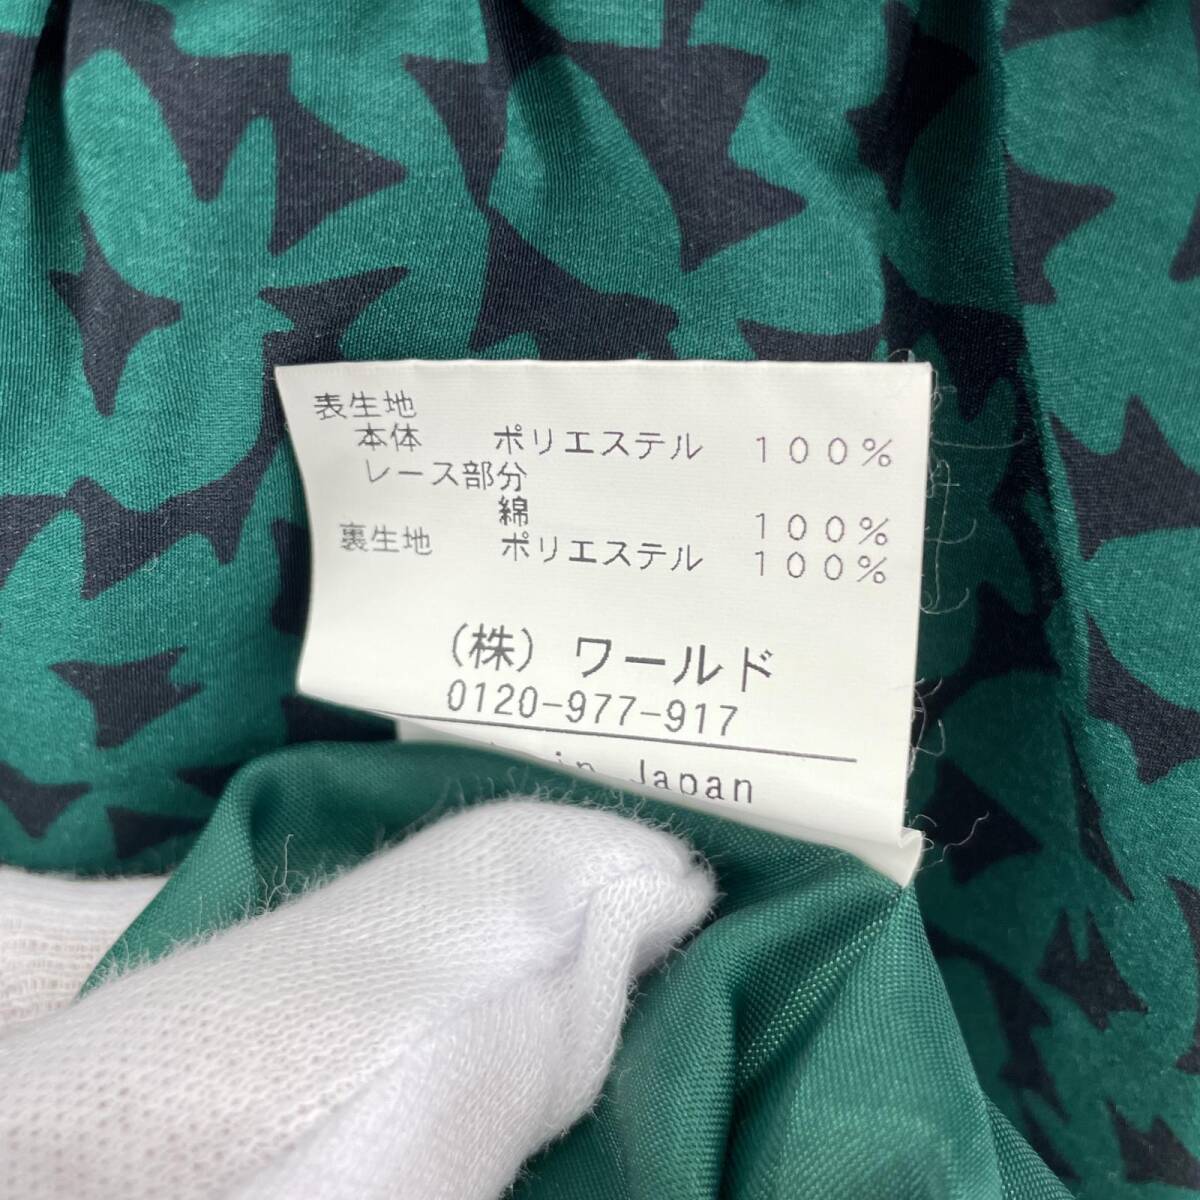 表生地
本体 ポリエステル 100%
レース部分
綿 100%
裏生地 ポリエステル 100%
(株) ワールド
0120-977-917
in Japan